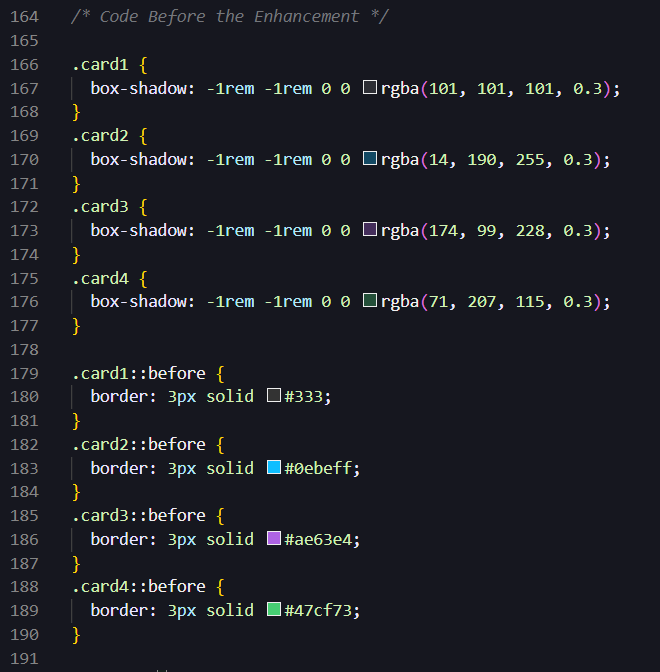 164 /* Code Before the Enhancement */
165
166 .card1 {
167 box-shadow: -1rem -1rem 0 0 rgba(101, 101, 101, 0.3);
168 }
169 .card2 {
170 box-shadow: -1rem -1rem 0 0 rgba(14, 190, 255, 0.3);
171 }
172 .card3 {
173 box-shadow: -1rem -1rem 0 0 rgba(174, 99, 228, 0.3);
174 }
175 .card4 {
176 box-shadow: -1rem -1rem 0 0 rgba(71, 207, 115, 0.3);
177 }
178
179 .card1::before {
180 border: 3px solid #333;
181 }
182 .card2::before {
183 border: 3px solid #0ebeff;
184 }
185 .card3::before {
186 border: 3px solid #ae63e4;
187 }
188 .card4::before {
189 border: 3px solid #47cf73;
190 }
191